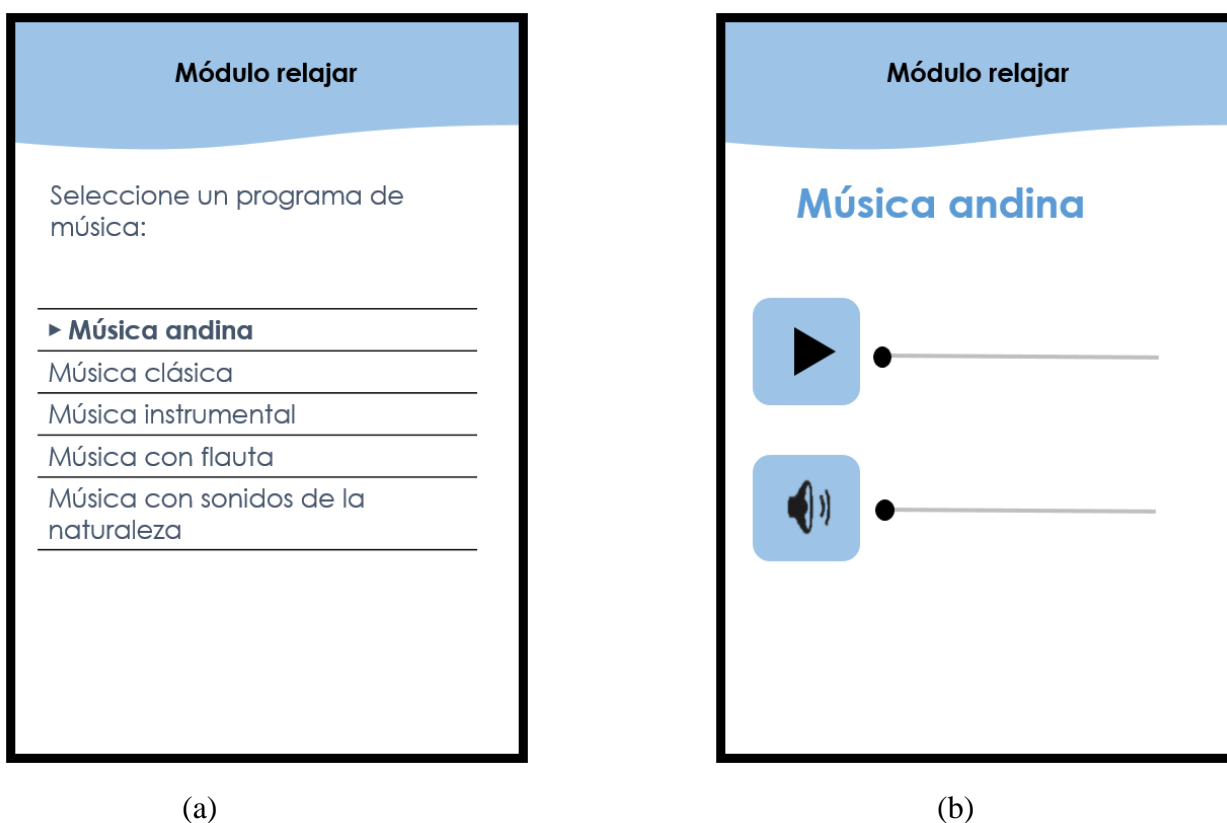 Módulo relajar
Seleccione un programa de
música:
▸ Música andina
Música clásica
Música instrumental
Música con flauta
Música con sonidos de la
naturaleza
(a)
Módulo relajar
Música andina
(b)